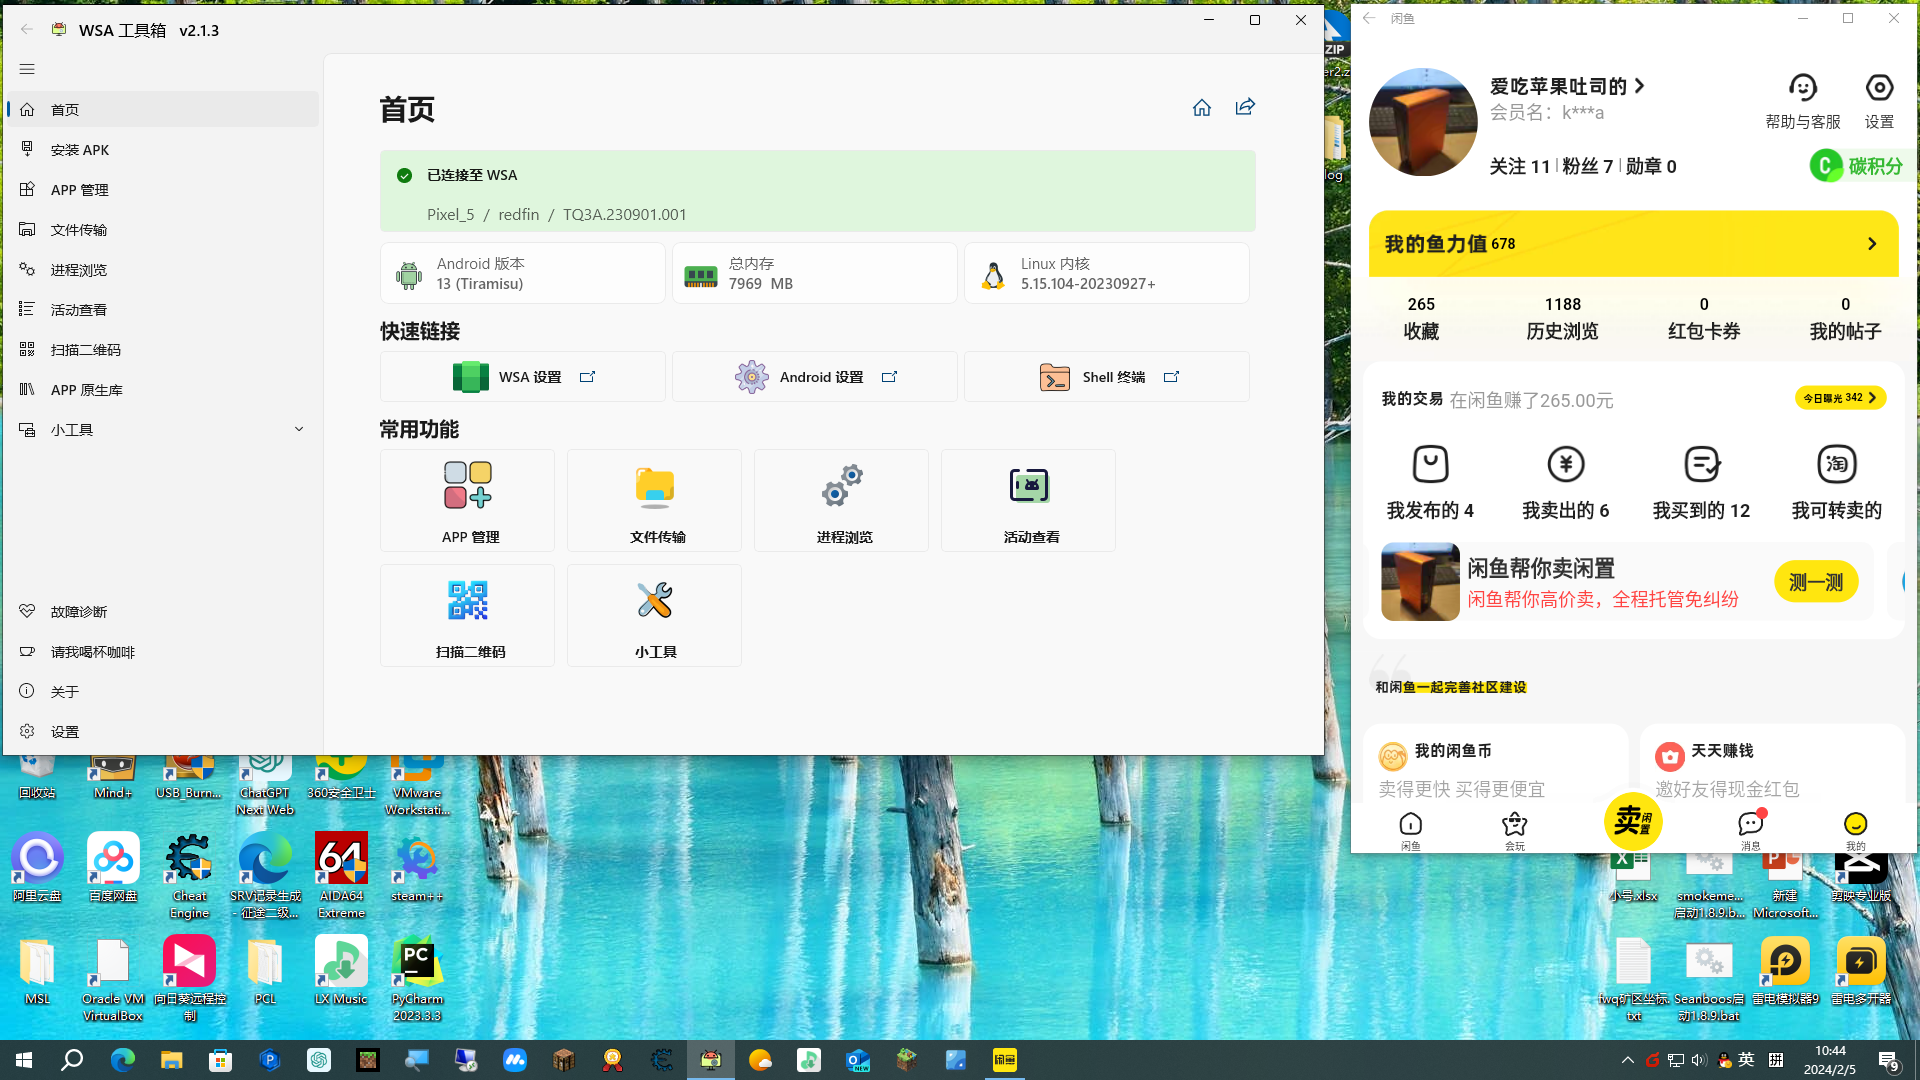 WSA 工具箱 v2.1.3
首页
安装 APK
APP 管理
文件传输
进程浏览
活动查看
扫描二维码
APP 原生库
小工具
故障诊断
请我喝杯咖啡
关于
设置
首页
已连接至 WSA
Pixel_5 / redfin / TQ3A.230901.001
Android 版本
13 (Tiramisu)
总内存
7969 MB
Linux 内核
5.15.104-20230927+
快速链接
WSA 设置
Android 设置
Shell 终端
常用功能
APP 管理
文件传输
进程浏览
活动查看
扫描二维码
小工具
ZIP
log
闲鱼
爱吃苹果吐司的
会员名：k***a
帮助与客服
设置
关注 11 粉丝 7 勋章 0
碳积分
我的鱼力值 678
265
收藏
1188
历史浏览
0
红包卡券
0
我的帖子
我的交易 在闲鱼赚了265.00元
今日曝光 342
我发布的 4
我卖出的 6
我买到的 12
淘
我可转卖的
闲鱼帮你卖闲置
闲鱼帮你高价卖，全程托管免纠纷
测一测
和闲鱼一起完善社区建设
我的闲鱼币
卖得更快 买得更便宜
天天赚钱
邀好友得现金红包
闲鱼
会玩
卖闲置
消息
我的
回收站
Mind+
USB_Burn...
ChatGPT Next Web
360安全卫士
VMware Workstati...
阿里云盘
百度网盘
Cheat Engine
SRV记录生成 - 征途二级...
64
AIDA64 Extreme
steam++
MSL
Oracle VM VirtualBox
向日葵远程控制
PCL
LX Music
PC
PyCharm 2023.3.3
小号.xlsx
smokeme... 启动1.8.9.b...
新建 Microsoft...
剪映专业版
fwq矿区坐标.txt
Seanboos启动1.8.9.bat
雷电模拟器9
雷电多开器
NEW
闲鱼
英
10:44
2024/2/5
9